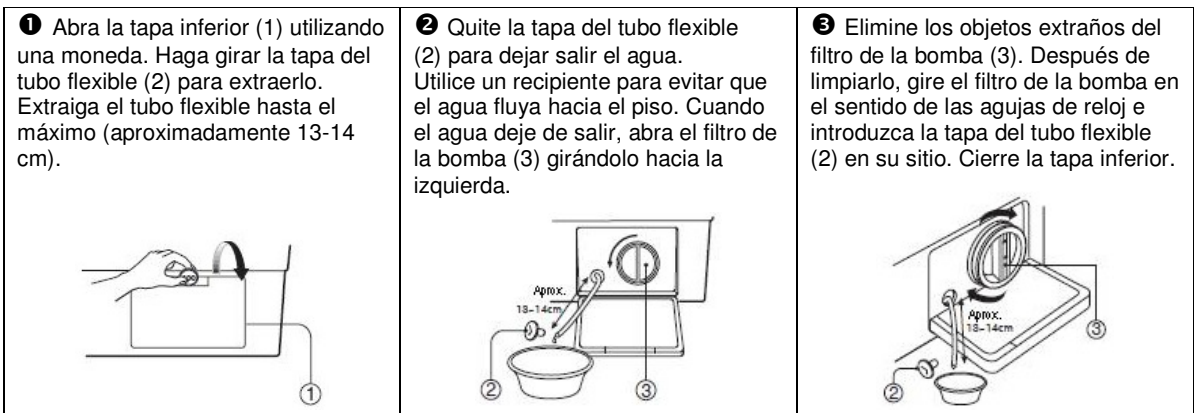 ❶ Abra la tapa inferior (1) utilizando
una moneda. Haga girar la tapa del
tubo flexible (2) para extraerlo.
Extraiga el tubo flexible hasta el
máximo (aproximadamente 13-14
cm).
①
❷ Quite la tapa del tubo flexible
(2) para dejar salir el agua.
Utilice un recipiente para evitar que
el agua fluya hacia el piso. Cuando
el agua deje de salir, abra el filtro de
la bomba (3) girándolo hacia la
izquierda.
Aprox.
13-14cm
②
③
❸ Elimine los objetos extraños del
filtro de la bomba (3). Después de
limpiarlo, gire el filtro de la bomba en
el sentido de las agujas de reloj e
introduzca la tapa del tubo flexible
(2) en su sitio. Cierre la tapa inferior.
Aprox.
13-14cm
③
②